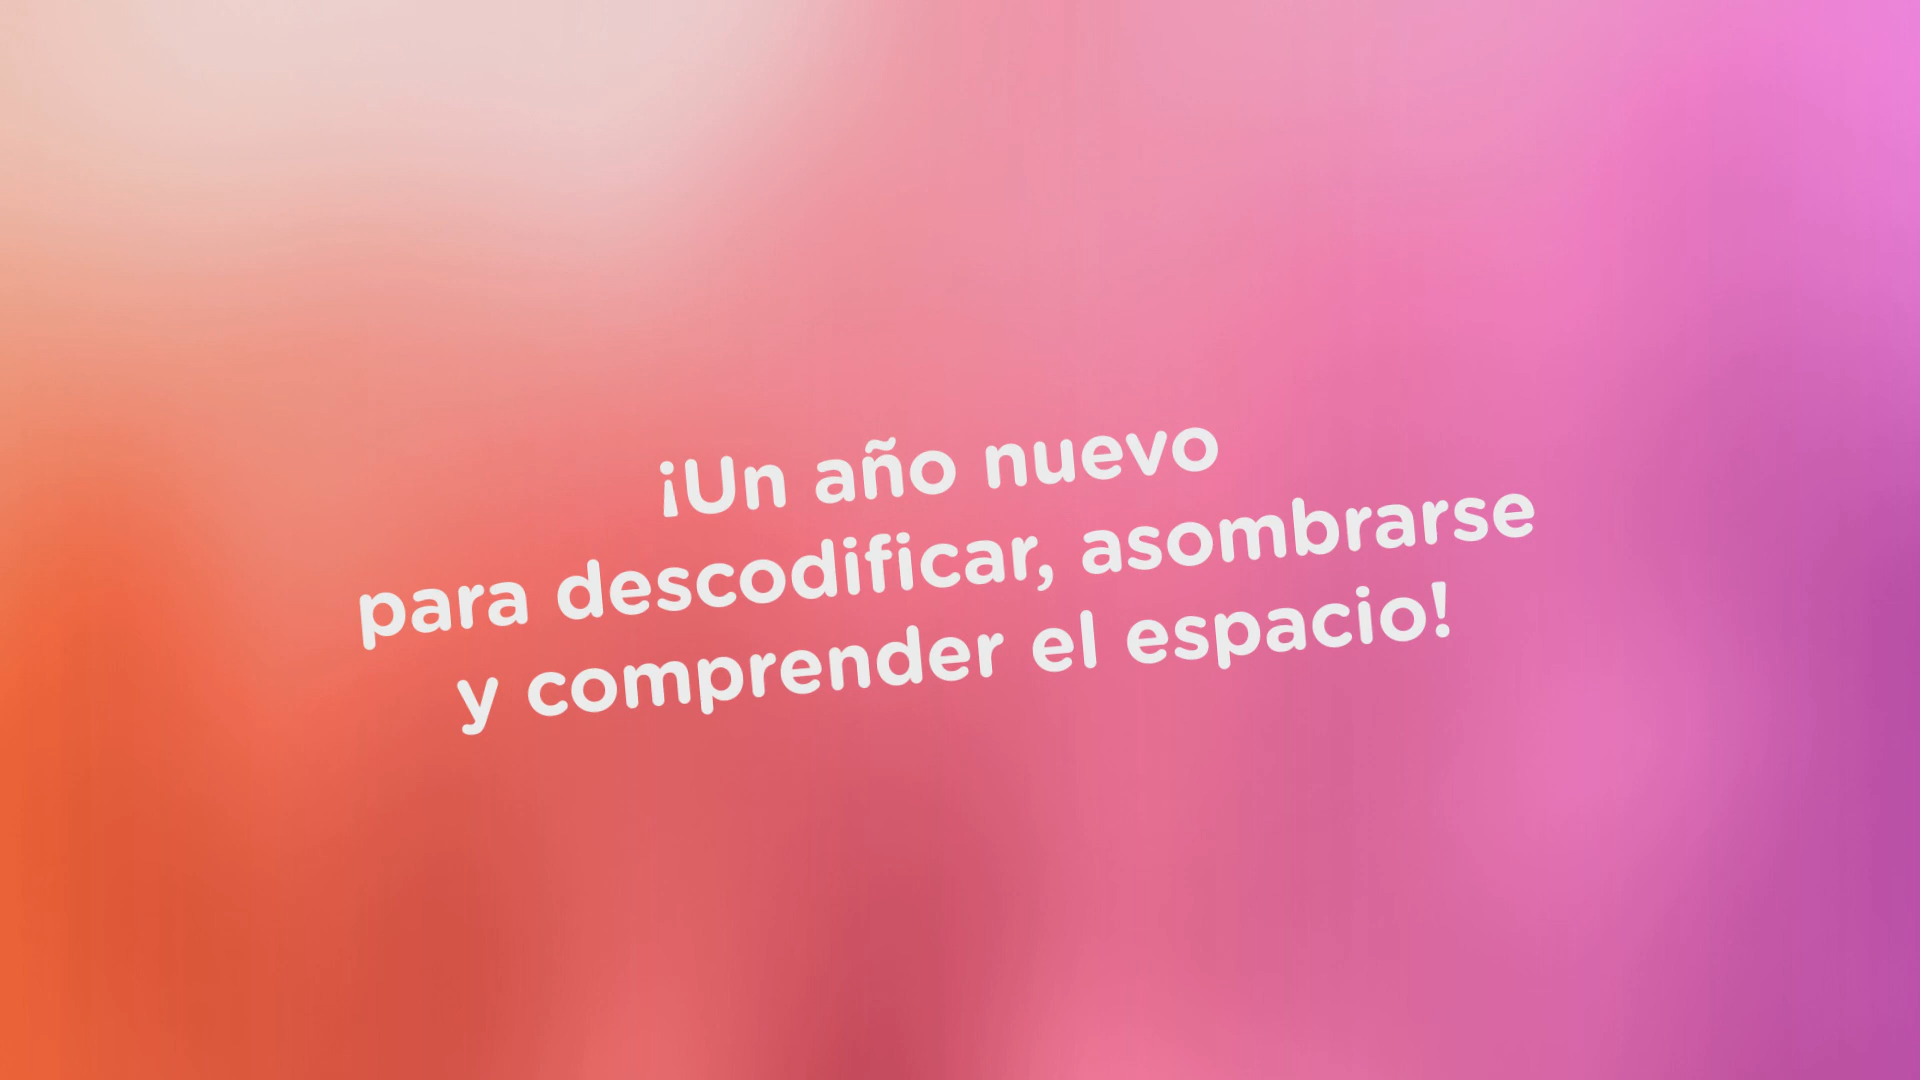 ¡Un año nuevo
para descodificar, asombrarse
y comprender el espacio!